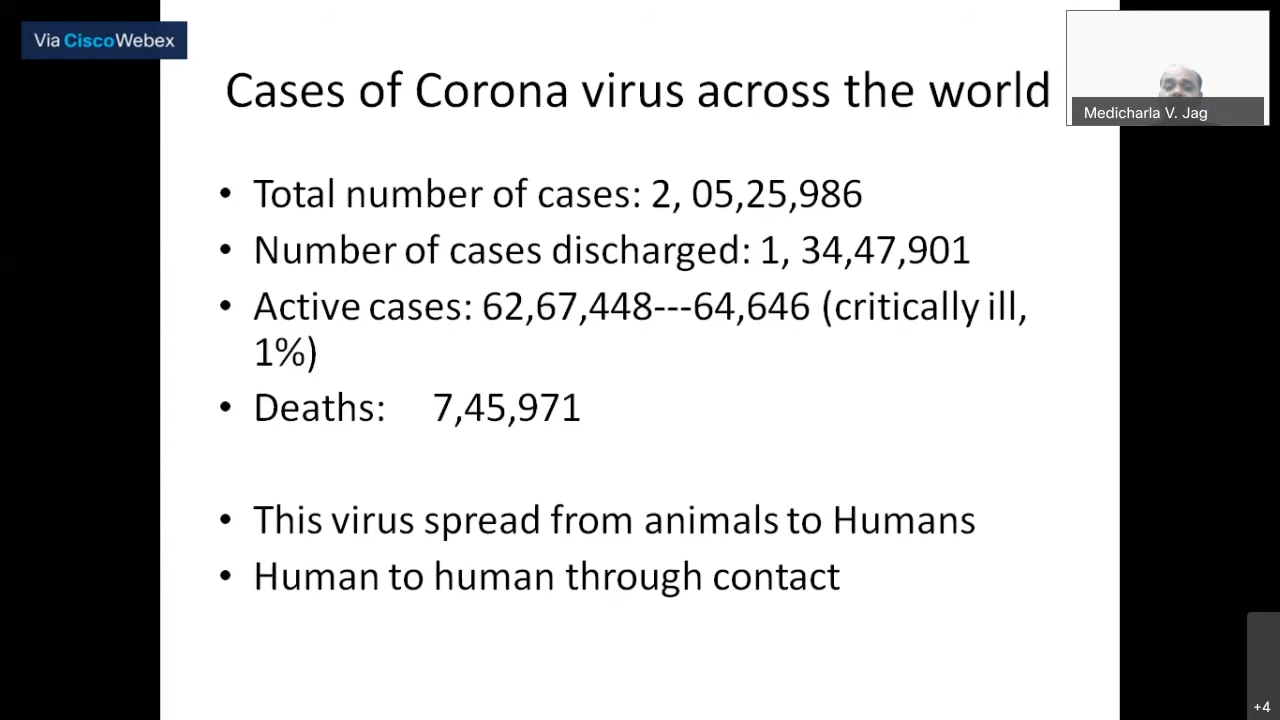 Via CiscoWebex
Cases of Corona virus across the world
Medicharla V. Jag
• Total number of cases: 2, 05,25,986
• Number of cases discharged: 1, 34,47,901
• Active cases: 62,67,448---64,646 (critically ill,
1%)
• Deaths: 7,45,971
• This virus spread from animals to Humans
• Human to human through contact
+4